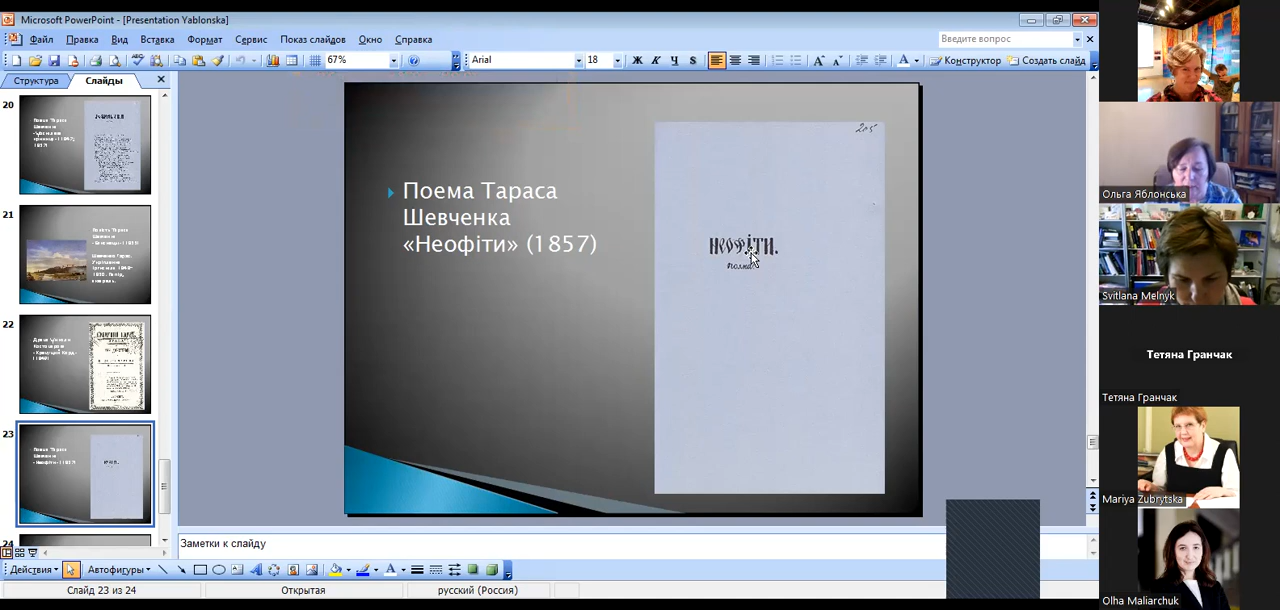 Microsoft PowerPoint - [Presentation Yablonska]
Файл Правка Вид Вставка Формат Сервис Показ слайдов Окно Справка
Введите вопрос
67%
Arial
18
Ж К Ч S
Конструктор
Создать слайд
Структура
Слайды
20
21
22
23
24
Поема Тараса
Шевченка
«Неофіти» (1857)
205
Неофіти.
Заметки к слайду
Действия
Автофигуры
Слайд 23 из 24
Открытая
русский (Россия)
Ольга Яблонська
Svitlana Melnyk
Тетяна Гранчак
Тетяна Гранчак
Mariya Zubrytska
Olha Maliarchuk